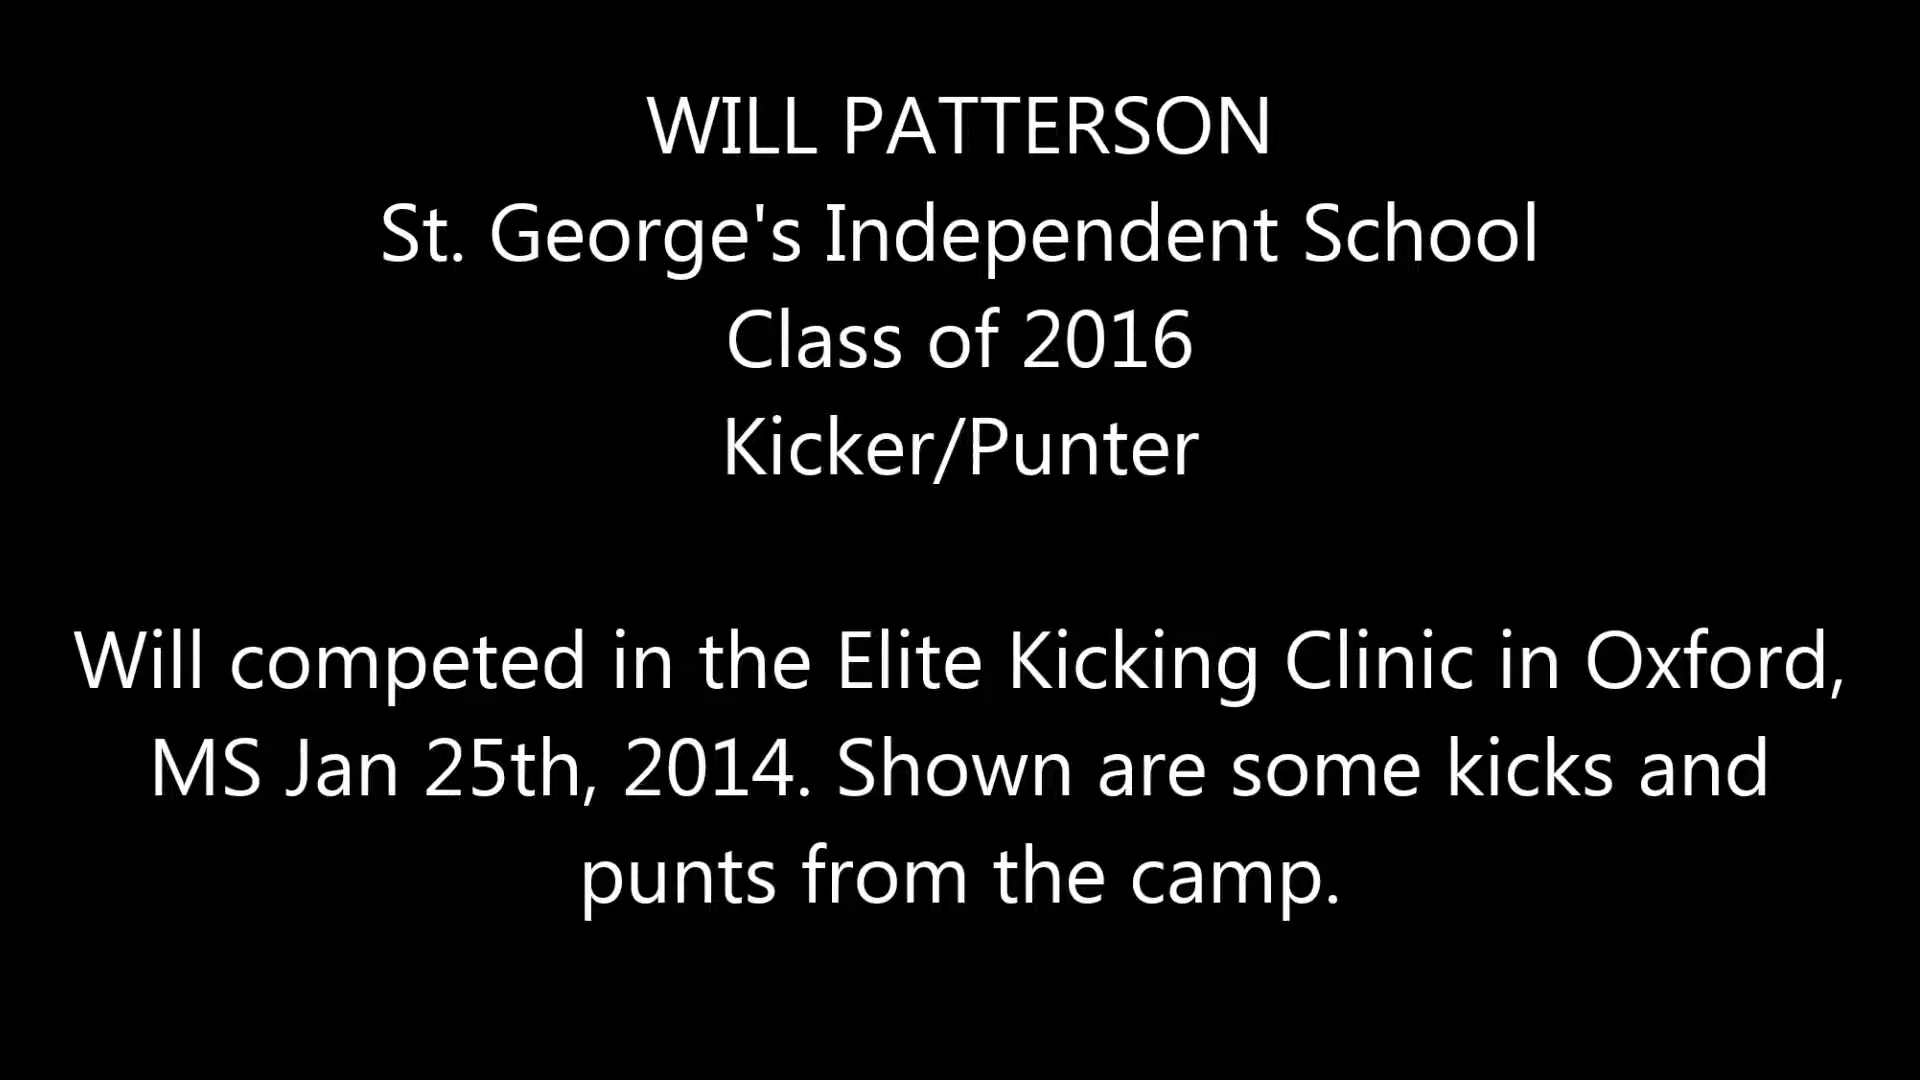 WILL PATTERSON
St. George's Independent School
Class of 2016
Kicker/Punter
Will competed in the Elite Kicking Clinic in Oxford,
MS Jan 25th, 2014. Shown are some kicks and
punts from the camp.